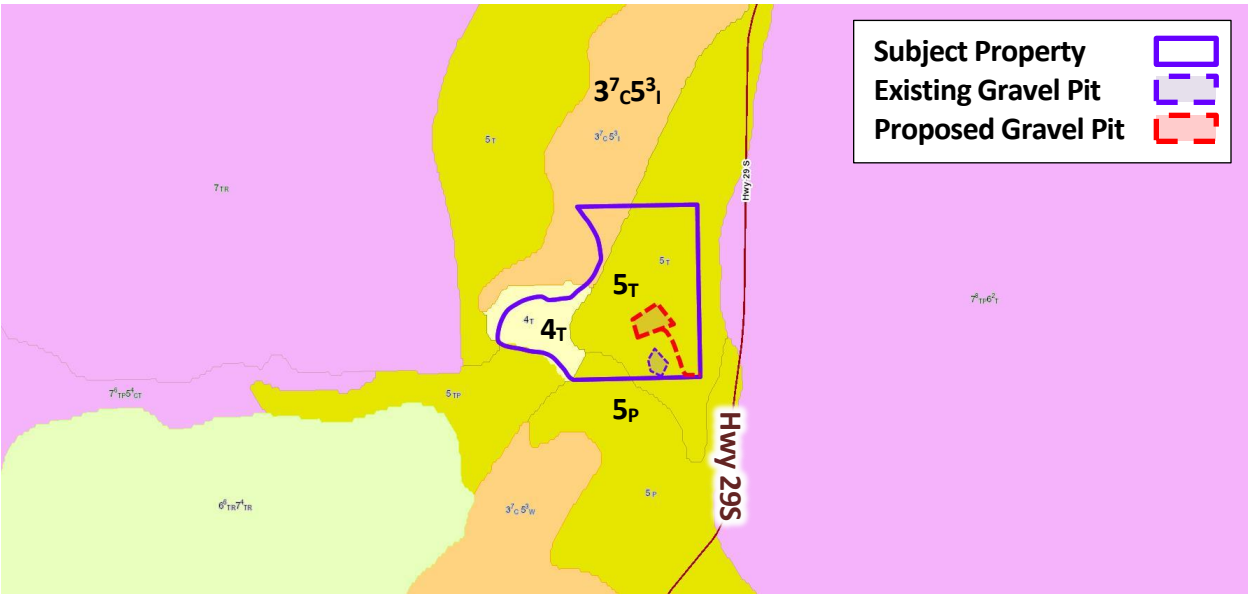 Subject Property
Existing Gravel Pit
Proposed Gravel Pit
3⁷C5³I
5T
3⁷C5³I
Hwy 29 S
7TR
5T
5T
7⁸TP6²T
4T
4T
7⁶TP5⁴CT
5TP
5P
Hwy 29S
5P
6⁶TR7⁴TR
3⁷C5³W